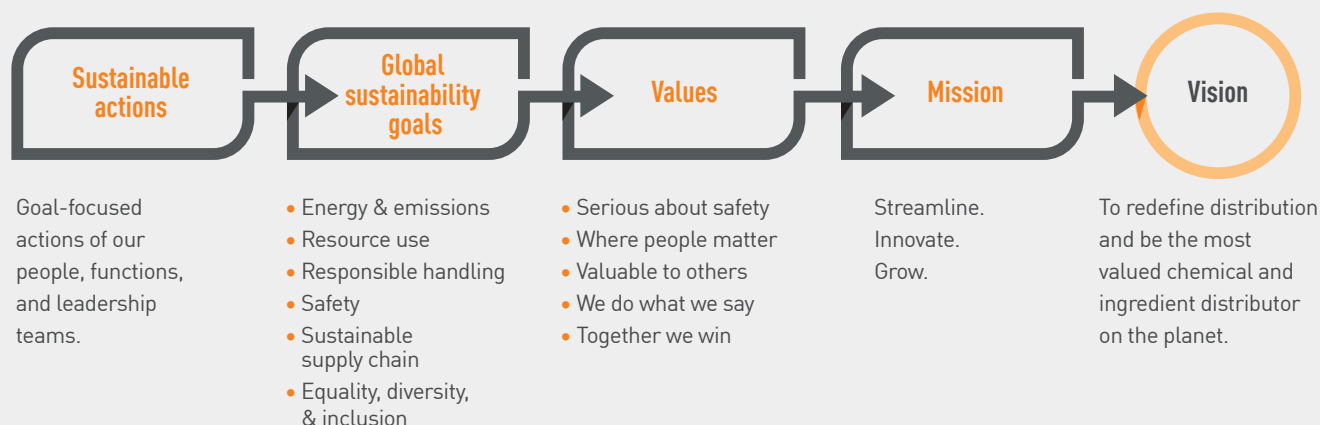 Sustainable
actions
Global
sustainability
goals
Values
Mission
Vision
Goal-focused
actions of our
people, functions,
and leadership
teams.
• Energy & emissions
• Resource use
• Responsible handling
• Safety
• Sustainable
supply chain
• Equality, diversity,
& inclusion
• Serious about safety
• Where people matter
• Valuable to others
• We do what we say
• Together we win
Streamline.
Innovate.
Grow.
To redefine distribution
and be the most
valued chemical and
ingredient distributor
on the planet.